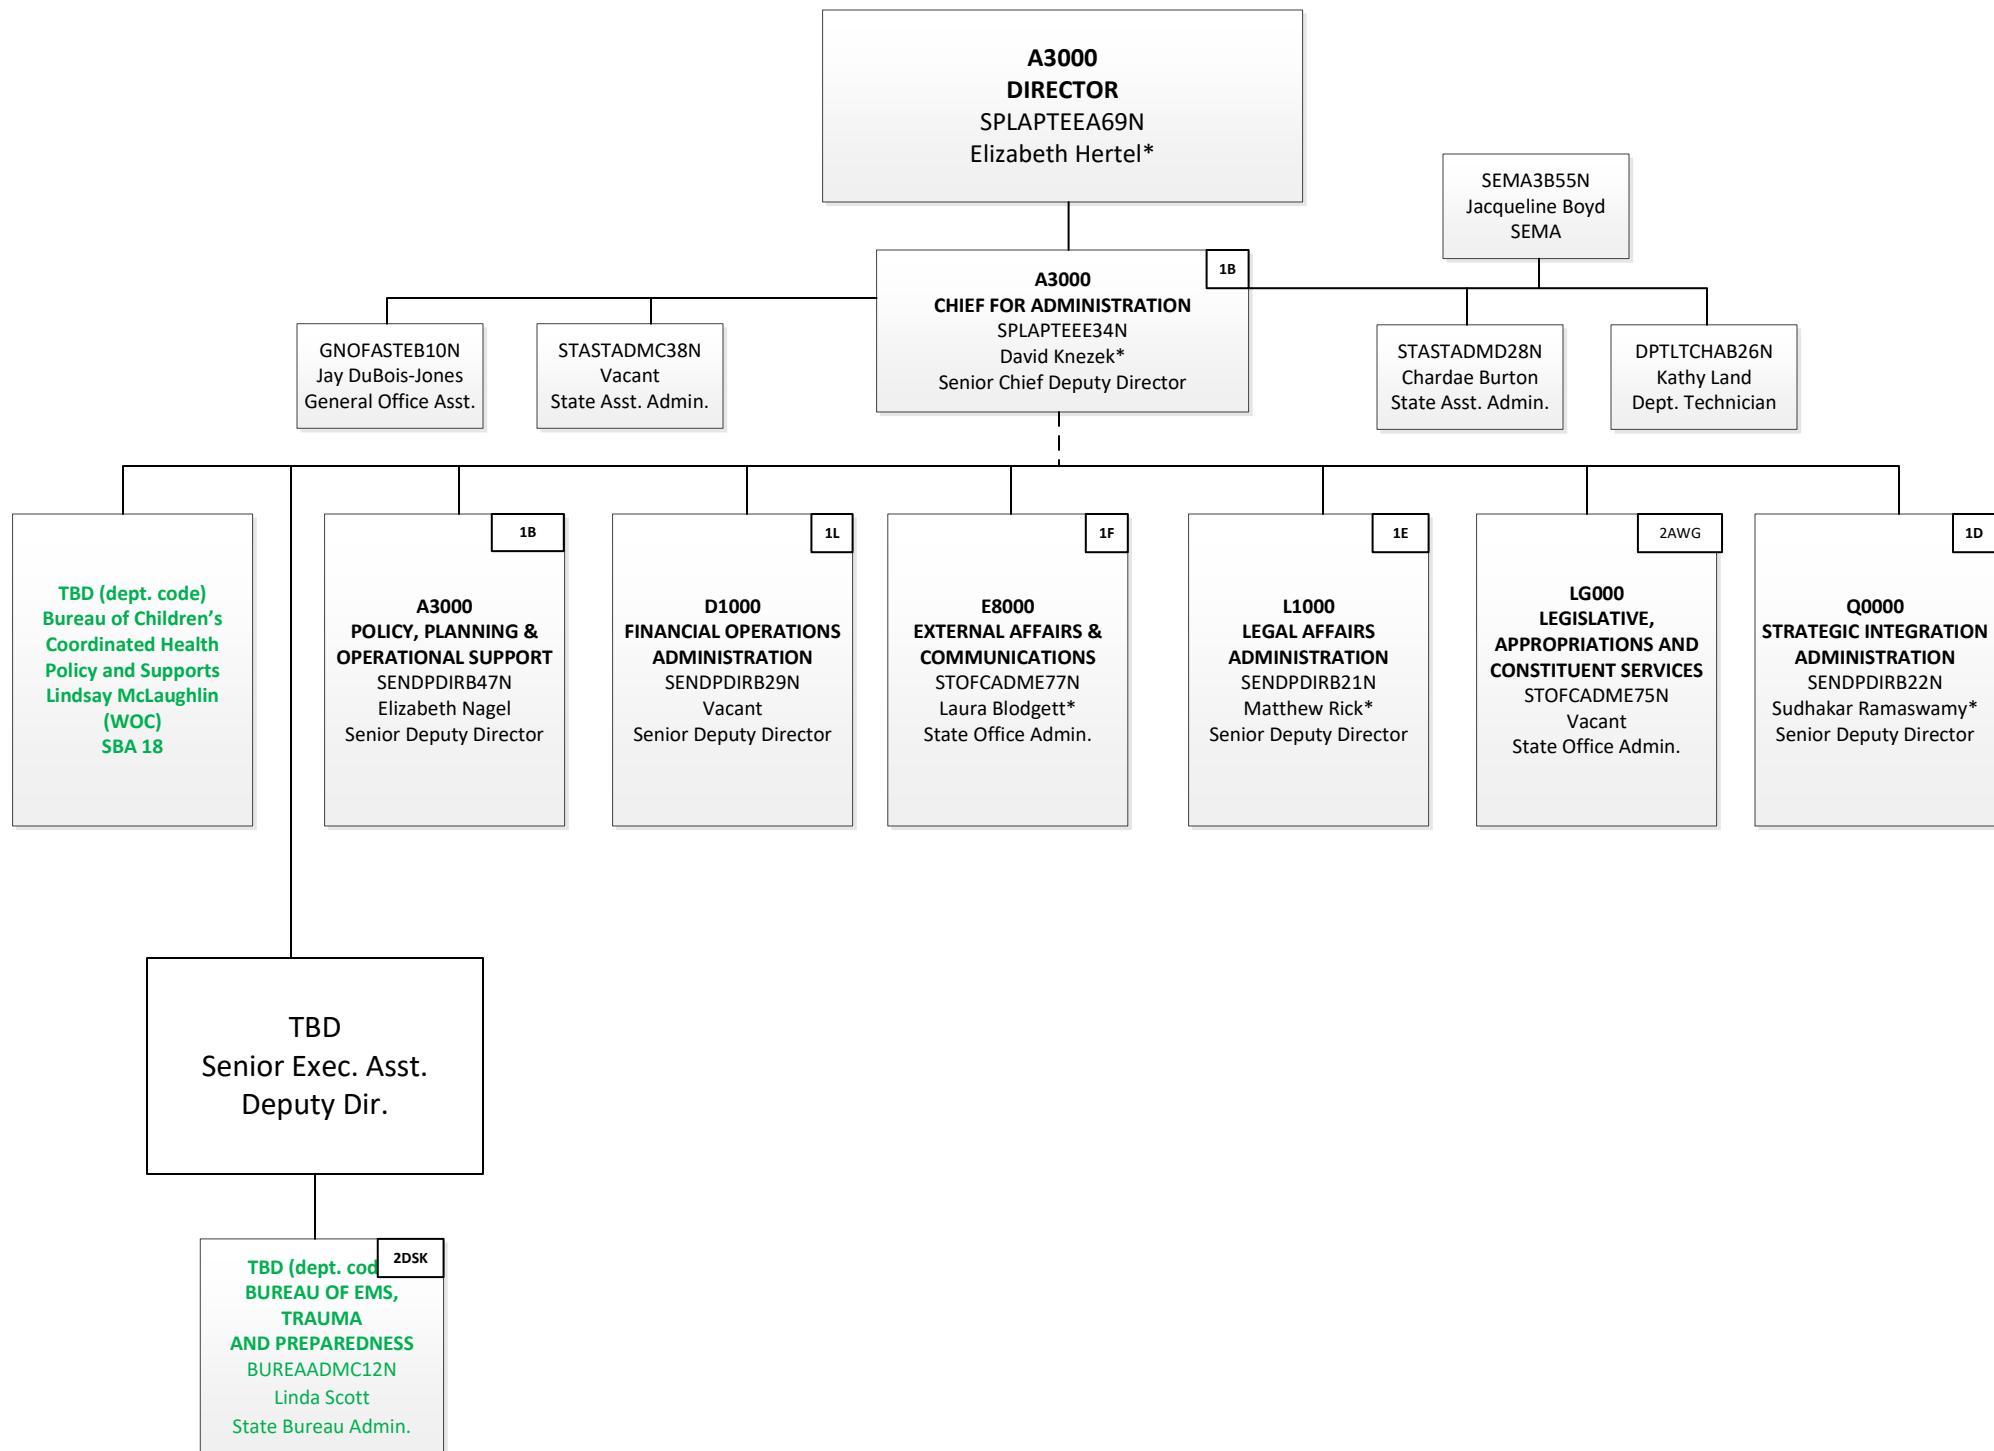 A3000
DIRECTOR
SPLAPTEEA69N
Elizabeth Hertel*
SEMA3B55N
Jacqueline Boyd
SEMA
1B
A3000
CHIEF FOR ADMINISTRATION
SPLAPTEEE34N
David Knezek*
Senior Chief Deputy Director
GNOFASTEB10N
Jay DuBois-Jones
General Office Asst.
STASTADMC38N
Vacant
State Asst. Admin.
STASTADMD28N
Chardae Burton
State Asst. Admin.
DPTLTCHAB26N
Kathy Land
Dept. Technician
TBD (dept. code)
Bureau of Children’s
Coordinated Health
Policy and Supports
Lindsay McLaughlin
(WOC)
SBA 18
1B
A3000
POLICY, PLANNING &
OPERATIONAL SUPPORT
SENDPDIRB47N
Elizabeth Nagel
Senior Deputy Director
1L
D1000
FINANCIAL OPERATIONS
ADMINISTRATION
SENDPDIRB29N
Vacant
Senior Deputy Director
1F
E8000
EXTERNAL AFFAIRS &
COMMUNICATIONS
STOFCADME77N
Laura Blodgett*
State Office Admin.
1E
L1000
LEGAL AFFAIRS
ADMINISTRATION
SENDPDIRB21N
Matthew Rick*
Senior Deputy Director
2AWG
LG000
LEGISLATIVE,
APPROPRIATIONS AND
CONSTITUENT SERVICES
STOFCADME75N
Vacant
State Office Admin.
1D
Q0000
STRATEGIC INTEGRATION
ADMINISTRATION
SENDPDIRB22N
Sudhakar Ramaswamy*
Senior Deputy Director
TBD
Senior Exec. Asst.
Deputy Dir.
2DSK
TBD (dept. cod
BUREAU OF EMS,
TRAUMA
AND PREPAREDNESS
BUREAADMC12N
Linda Scott
State Bureau Admin.